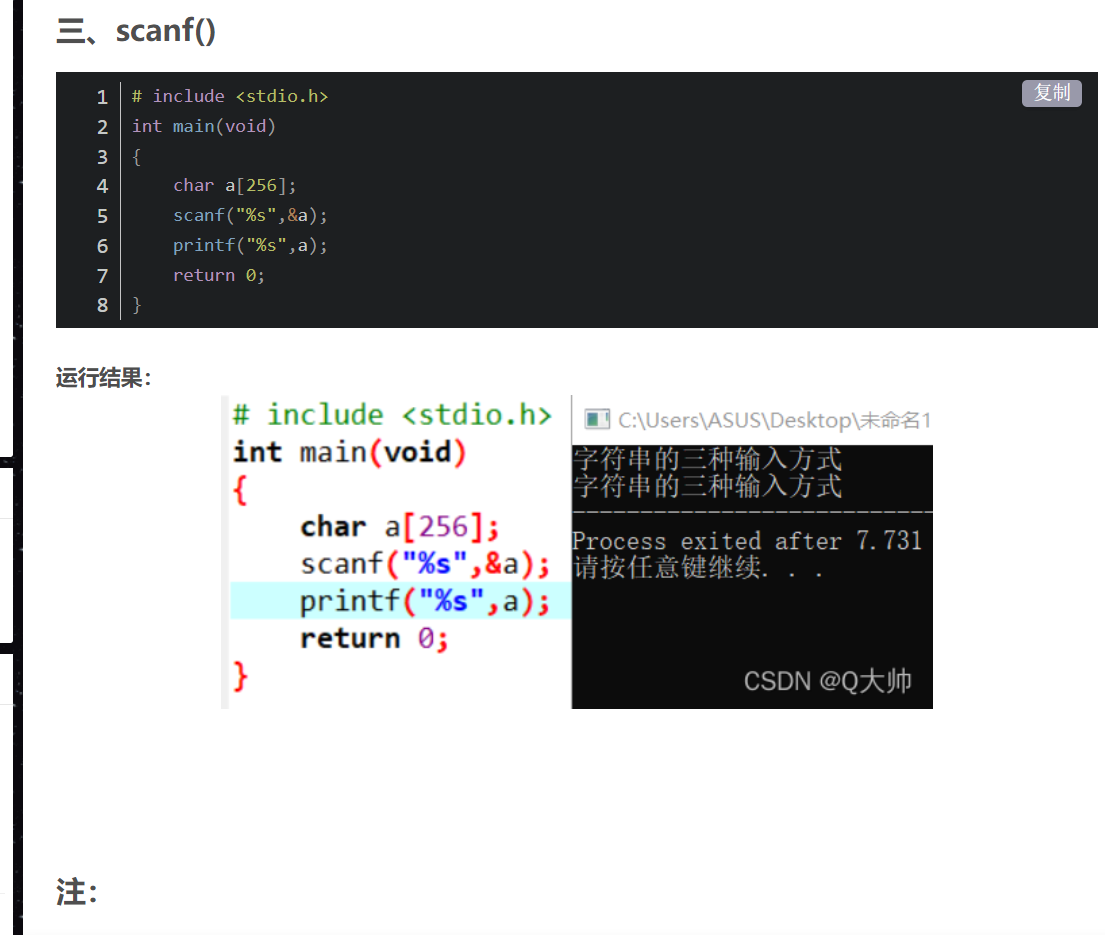 三、scanf()
复制
1 # include <stdio.h>
2 int main(void)
3 {
4 char a[256];
5 scanf("%s",&a);
6 printf("%s",a);
7 return 0;
8 }
运行结果：
# include <stdio.h>
int main(void)
{
char a[256];
scanf("%s",&a);
printf("%s",a);
return 0;
}
C:\Users\ASUS\Desktop\未命名1
字符串的三种输入方式
字符串的三种输入方式
--------------------------------
Process exited after 7.731
请按任意键继续. . .
CSDN @Q大帅
注：